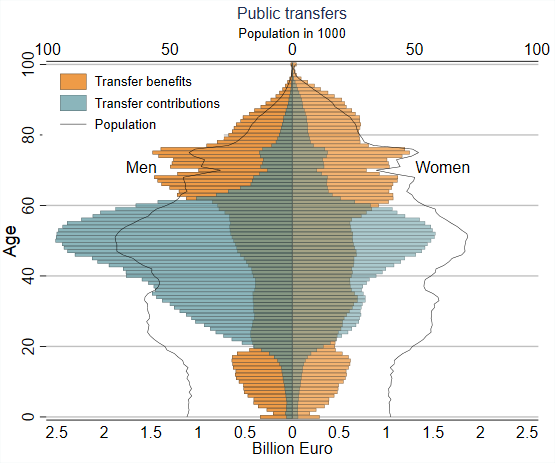 Public transfers
Population in 1000
100 50 0 50 100
Transfer benefits
Transfer contributions
Population
Men Women
Age
100
80
60
40
20
0
2.5 2 1.5 1 0.5 0 0.5 1 1.5 2 2.5
Billion Euro